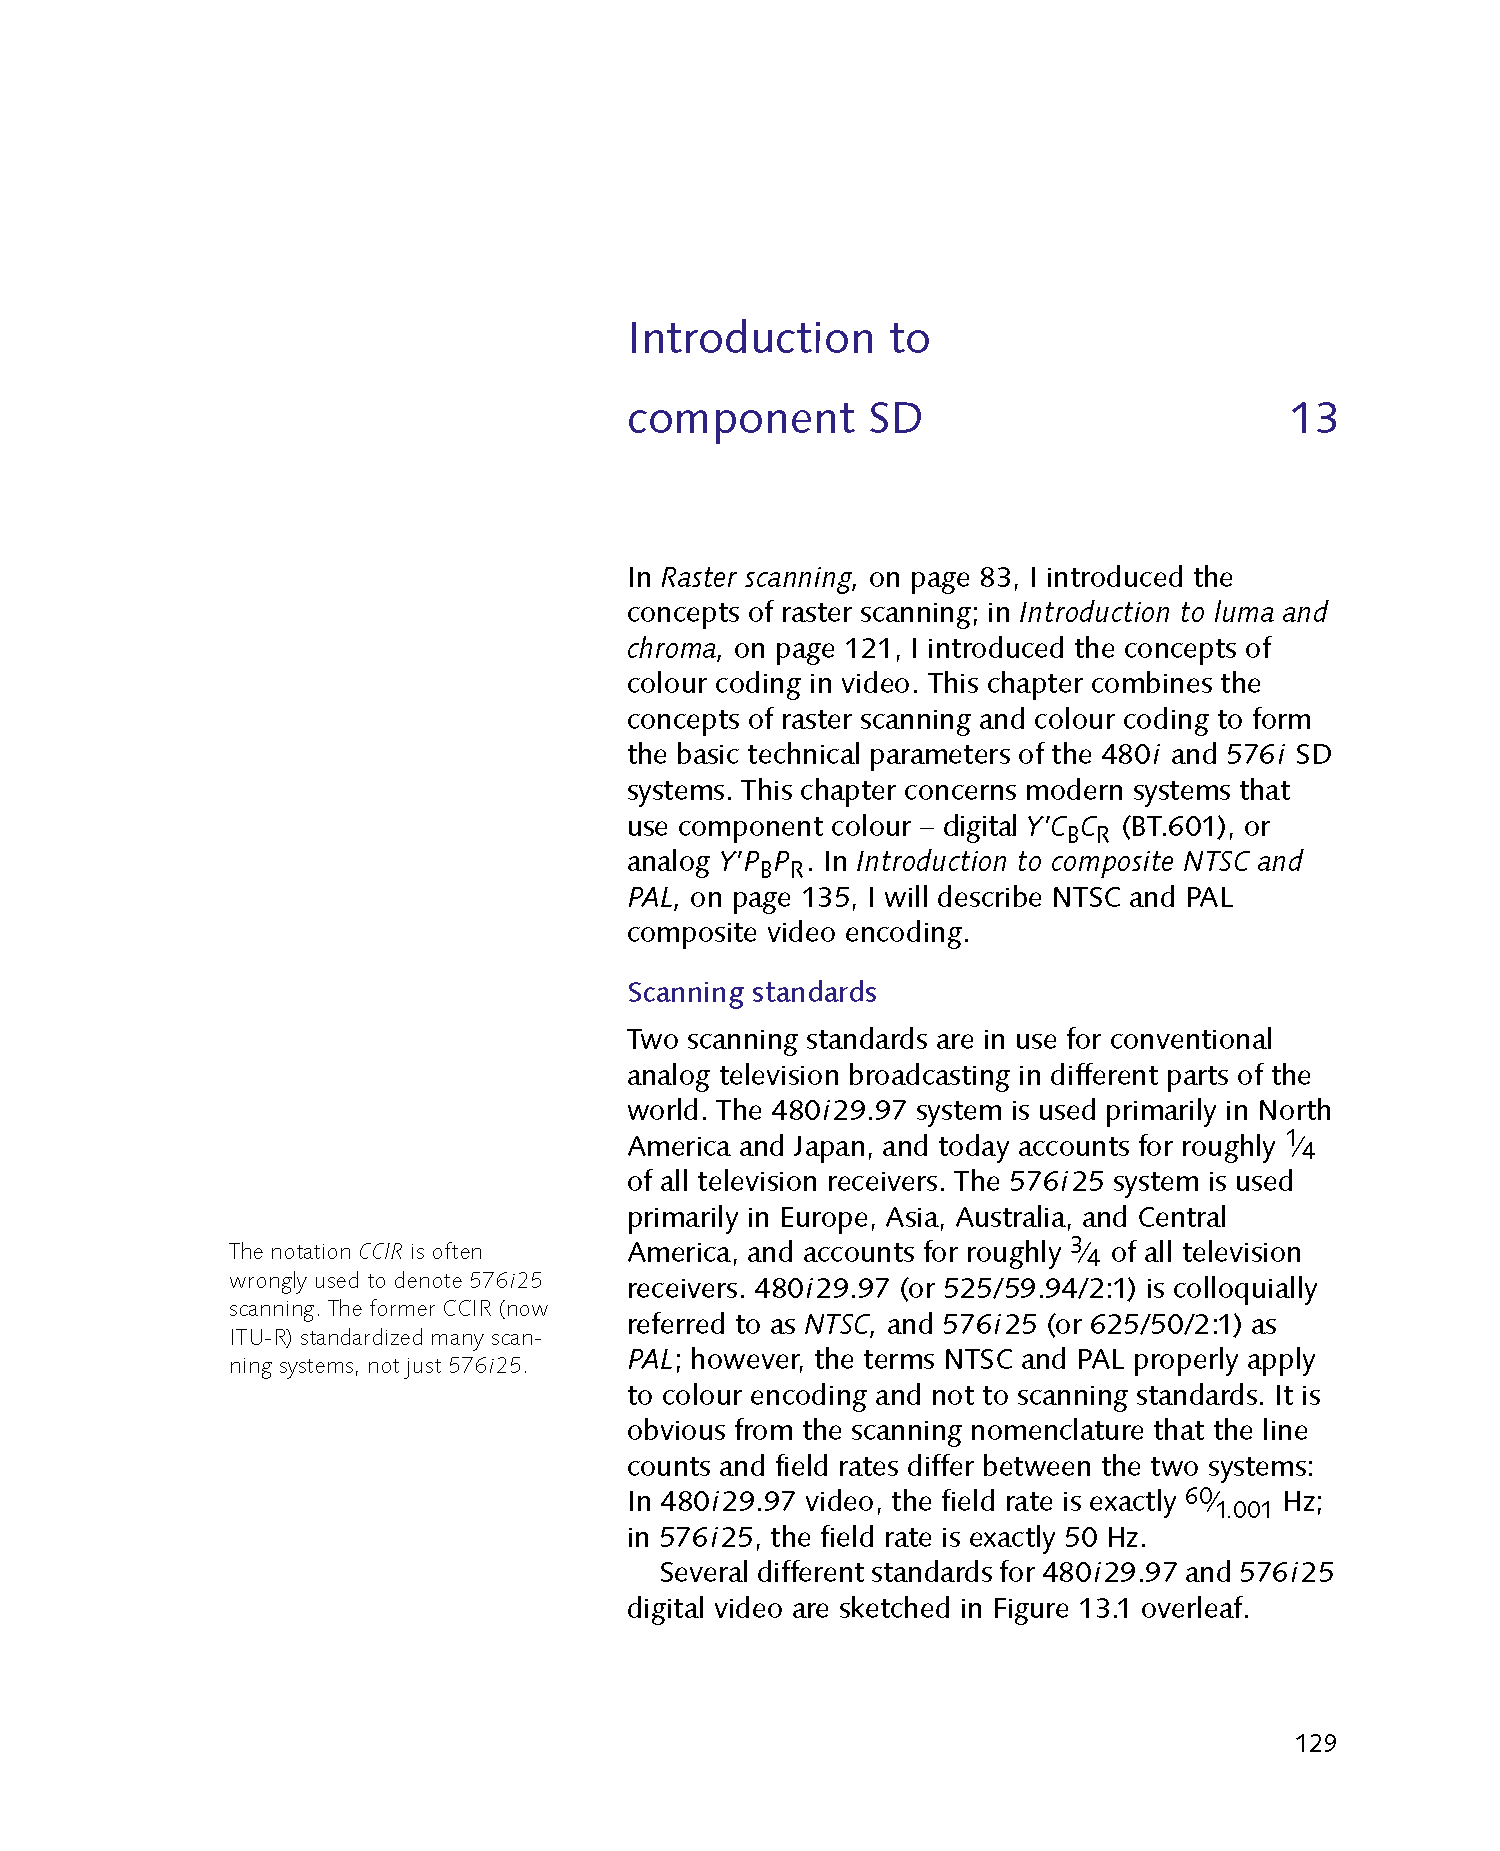 Introduction to
component SD 13
In Raster scanning, on page 83, I introduced the
concepts of raster scanning; in Introduction to luma and
chroma, on page 121, I introduced the concepts of
colour coding in video. This chapter combines the
concepts of raster scanning and colour coding to form
the basic technical parameters of the 480i and 576i SD
systems. This chapter concerns modern systems that
use component colour – digital Y’CBCR (BT.601), or
analog Y’PBPR. In Introduction to composite NTSC and
PAL, on page 135, I will describe NTSC and PAL
composite video encoding.
Scanning standards
Two scanning standards are in use for conventional
analog television broadcasting in different parts of the
world. The 480i29.97 system is used primarily in North
America and Japan, and today accounts for roughly 1⁄4
of all television receivers. The 576i25 system is used
primarily in Europe, Asia, Australia, and Central
America, and accounts for roughly 3⁄4 of all television
receivers. 480i29.97 (or 525/59.94/2:1) is colloquially
referred to as NTSC, and 576i25 (or 625/50/2:1) as
PAL; however, the terms NTSC and PAL properly apply
to colour encoding and not to scanning standards. It is
obvious from the scanning nomenclature that the line
counts and field rates differ between the two systems:
In 480i29.97 video, the field rate is exactly 60⁄1.001 Hz;
in 576i25, the field rate is exactly 50 Hz.
Several different standards for 480i29.97 and 576i25
digital video are sketched in Figure 13.1 overleaf.
The notation CCIR is often
wrongly used to denote 576i25
scanning. The former CCIR (now
ITU-R) standardized many scan-
ning systems, not just 576i25.
129